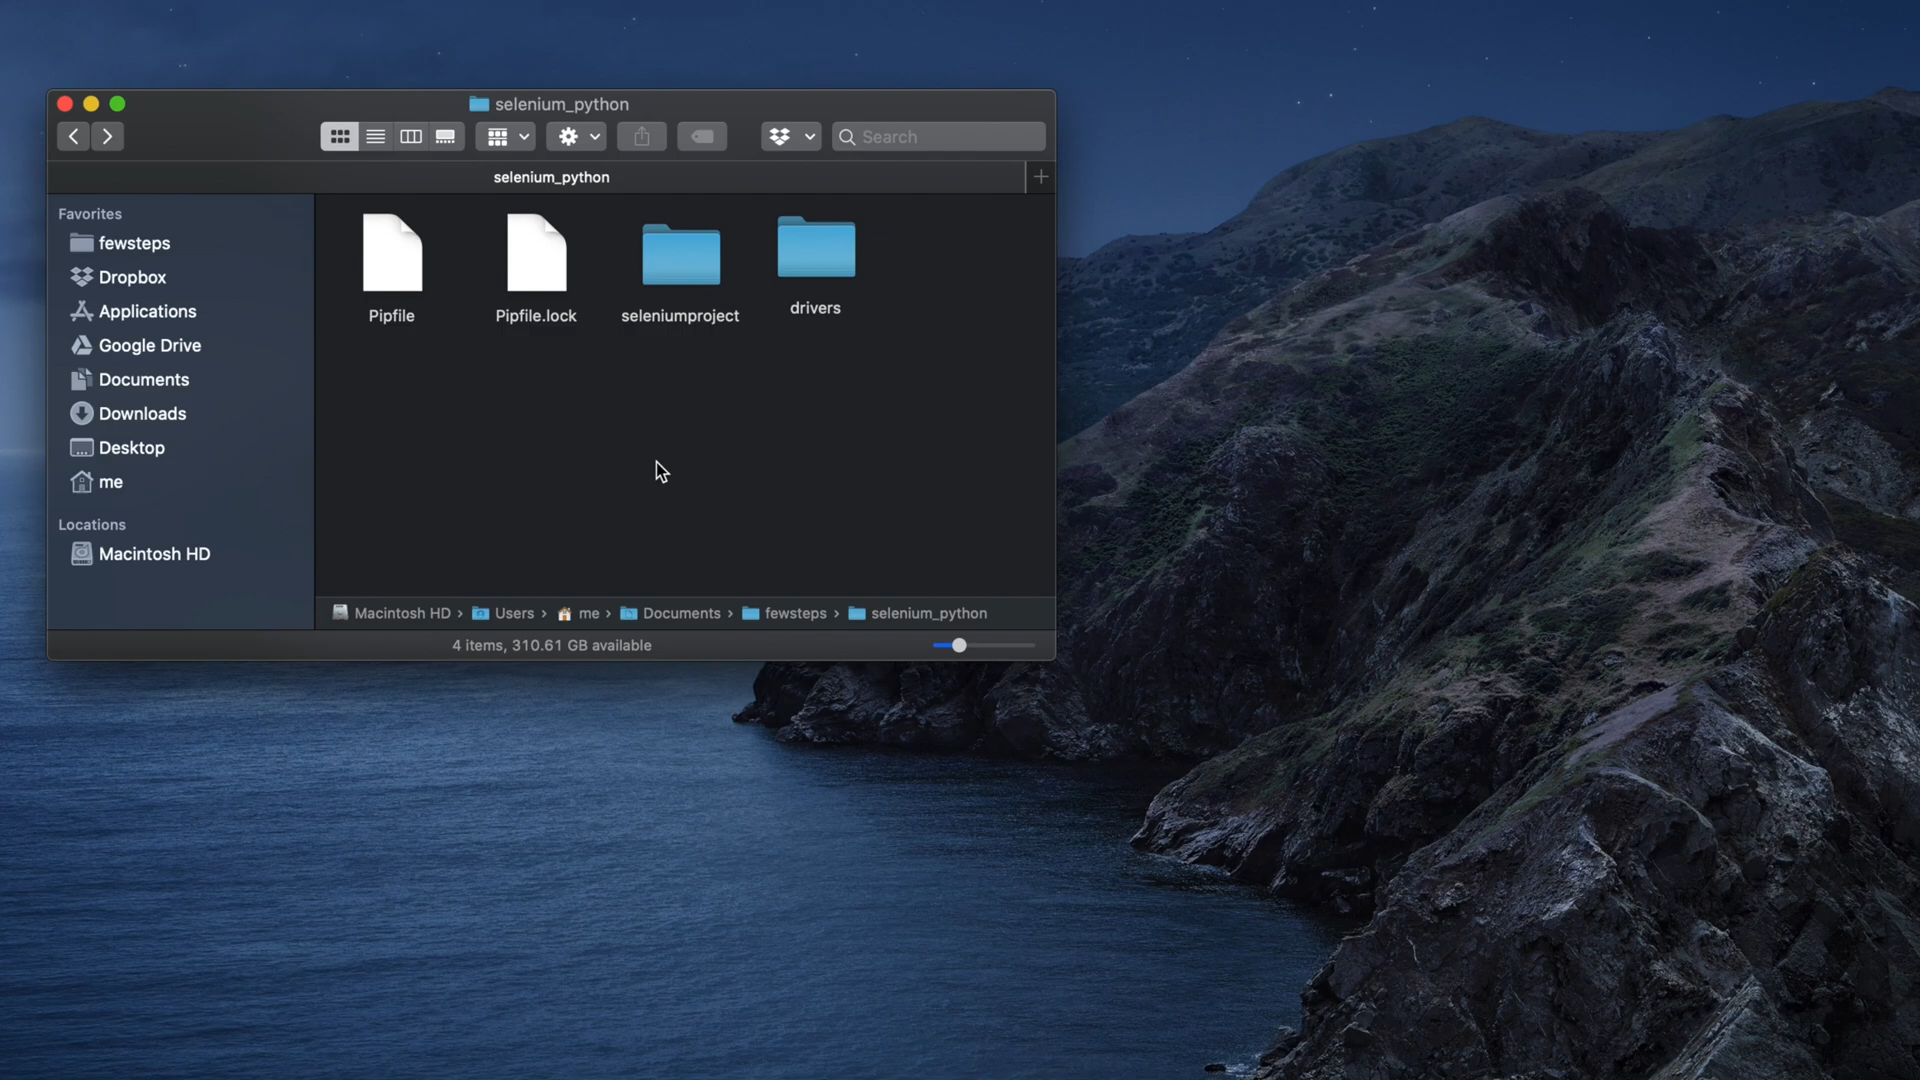 selenium_python
Search
selenium_python
Favorites
fewsteps
Dropbox
Applications
Google Drive
Documents
Downloads
Desktop
me
Locations
Macintosh HD
Pipfile
Pipfile.lock
seleniumproject
drivers
Macintosh HD › Users › me › Documents › fewsteps › selenium_python
4 items, 310.61 GB available